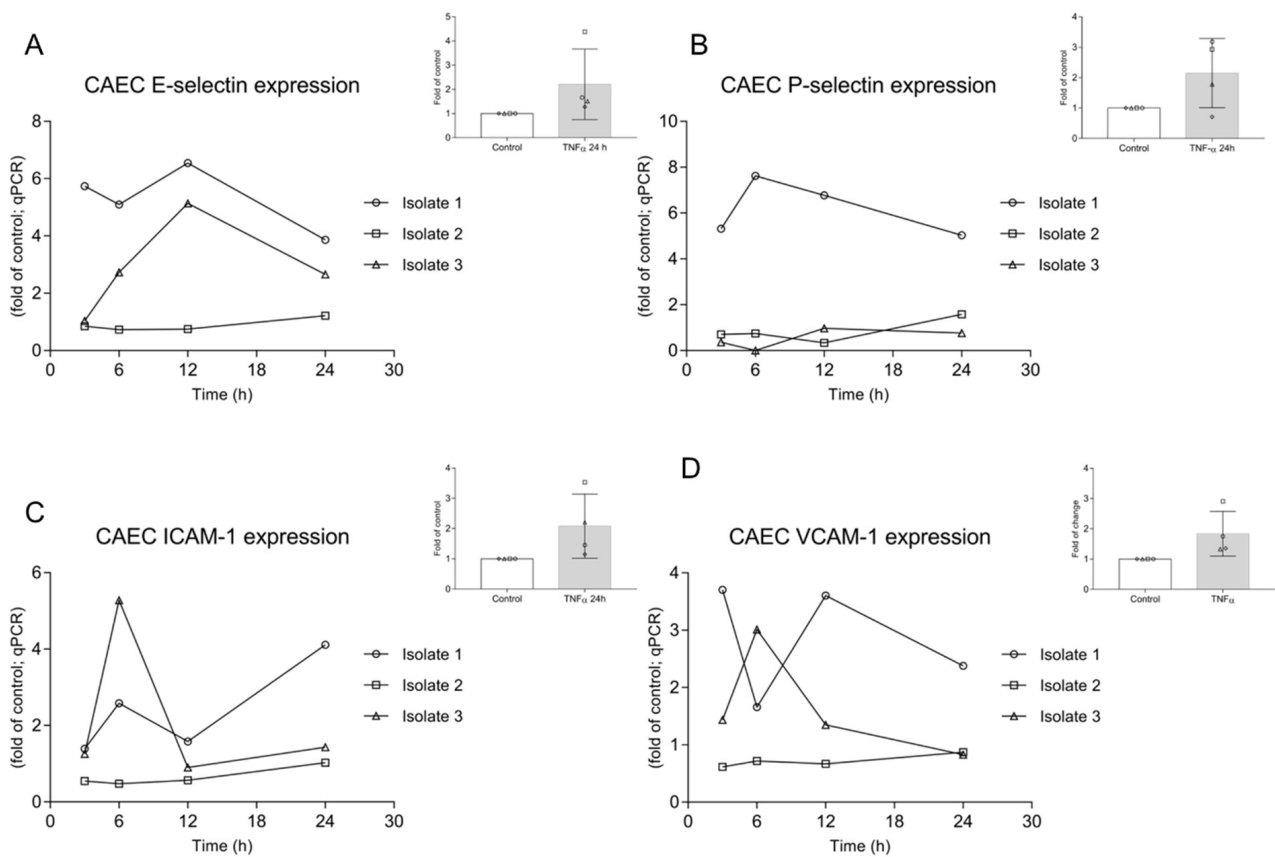 A
CAEC E-selectin expression
(fold of control; qPCR)
8
6
4
2
0
0 6 12 18 24 30
Time (h)
Isolate 1
Isolate 2
Isolate 3
Fold of control
5
4
3
2
1
0
Control TNFα 24 h
B
CAEC P-selectin expression
(fold of control; qPCR)
10
8
6
4
2
0
0 6 12 18 24 30
Time (h)
Isolate 1
Isolate 2
Isolate 3
Fold of control
4
3
2
1
0
Control TNF-α 24h
C
CAEC ICAM-1 expression
(fold of control; qPCR)
6
4
2
0
0 6 12 18 24 30
Time (h)
Isolate 1
Isolate 2
Isolate 3
Fold of control
4
3
2
1
0
Control TNFα 24h
D
CAEC VCAM-1 expression
(fold of control; qPCR)
4
3
2
1
0
0 6 12 18 24 30
Time (h)
Isolate 1
Isolate 2
Isolate 3
Fold of change
4
3
2
1
0
Control TNFα